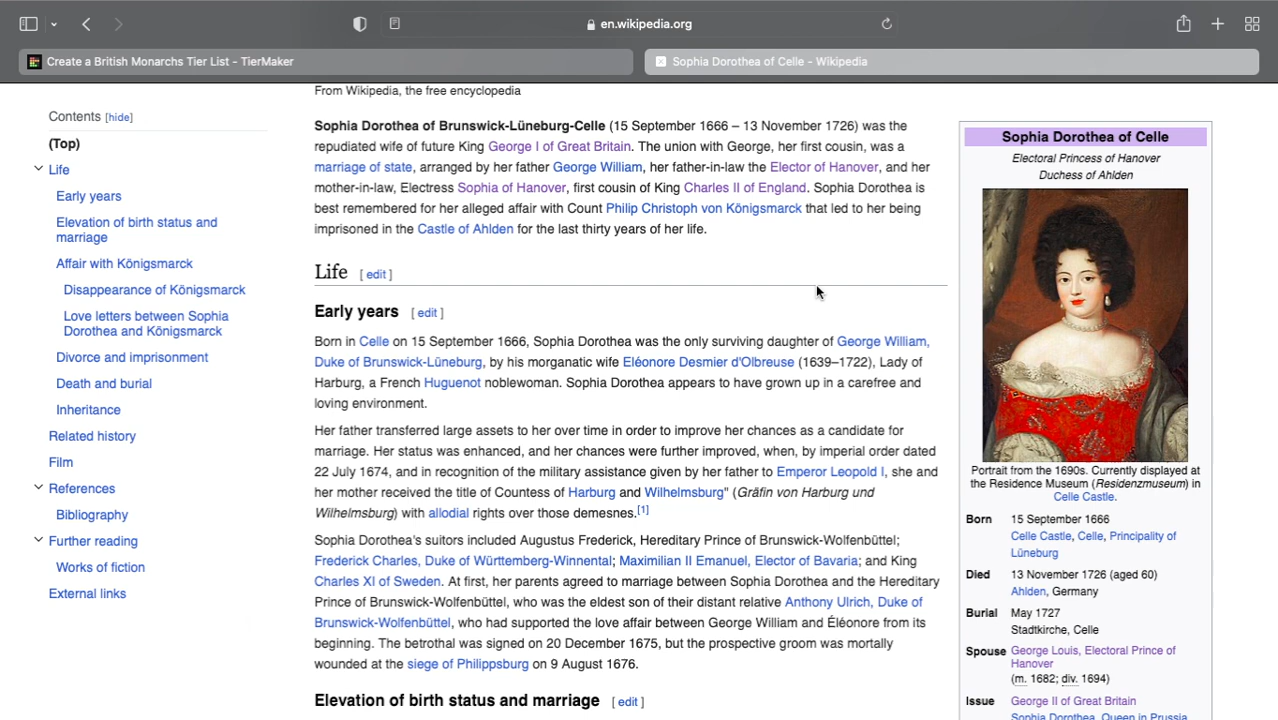 en.wikipedia.org
Create a British Monarchs Tier List - TierMaker
Sophia Dorothea of Celle - Wikipedia
From Wikipedia, the free encyclopedia
Contents [hide]
(Top)
Life
Early years
Elevation of birth status and
marriage
Affair with Königsmarck
Disappearance of Königsmarck
Love letters between Sophia
Dorothea and Königsmarck
Divorce and imprisonment
Death and burial
Inheritance
Related history
Film
References
Bibliography
Further reading
Works of fiction
External links
Sophia Dorothea of Brunswick-Lüneburg-Celle (15 September 1666 – 13 November 1726) was the
repudiated wife of future King George I of Great Britain. The union with George, her first cousin, was a
marriage of state, arranged by her father George William, her father-in-law the Elector of Hanover, and her
mother-in-law, Electress Sophia of Hanover, first cousin of King Charles II of England. Sophia Dorothea is
best remembered for her alleged affair with Count Philip Christoph von Königsmarck that led to her being
imprisoned in the Castle of Ahlden for the last thirty years of her life.
Life [ edit ]
Early years [ edit ]
Born in Celle on 15 September 1666, Sophia Dorothea was the only surviving daughter of George William,
Duke of Brunswick-Lüneburg, by his morganatic wife Eléonore Desmier d'Olbreuse (1639–1722), Lady of
Harburg, a French Huguenot noblewoman. Sophia Dorothea appears to have grown up in a carefree and
loving environment.
Her father transferred large assets to her over time in order to improve her chances as a candidate for
marriage. Her status was enhanced, and her chances were further improved, when, by imperial order dated
22 July 1674, and in recognition of the military assistance given by her father to Emperor Leopold I, she and
her mother received the title of Countess of Harburg and Wilhelmsburg" (Gräfin von Harburg und
Wilhelmsburg) with allodial rights over those demesnes.[1]
Sophia Dorothea's suitors included Augustus Frederick, Hereditary Prince of Brunswick-Wolfenbüttel;
Frederick Charles, Duke of Württemberg-Winnental; Maximilian II Emanuel, Elector of Bavaria; and King
Charles XI of Sweden. At first, her parents agreed to marriage between Sophia Dorothea and the Hereditary
Prince of Brunswick-Wolfenbüttel, who was the eldest son of their distant relative Anthony Ulrich, Duke of
Brunswick-Wolfenbüttel, who had supported the love affair between George William and Éléonore from its
beginning. The betrothal was signed on 20 December 1675, but the prospective groom was mortally
wounded at the siege of Philippsburg on 9 August 1676.
Elevation of birth status and marriage [ edit ]
Sophia Dorothea of Celle
Electoral Princess of Hanover
Duchess of Ahlden
Portrait from the 1690s. Currently displayed at
the Residence Museum (Residenzmuseum) in
Celle Castle.
Born 15 September 1666
Celle Castle, Celle, Principality of
Lüneburg
Died 13 November 1726 (aged 60)
Ahlden, Germany
Burial May 1727
Stadtkirche, Celle
Spouse George Louis, Electoral Prince of
Hanover
(m. 1682; div. 1694)
Issue George II of Great Britain
Sophia Dorothea, Queen in Prussia